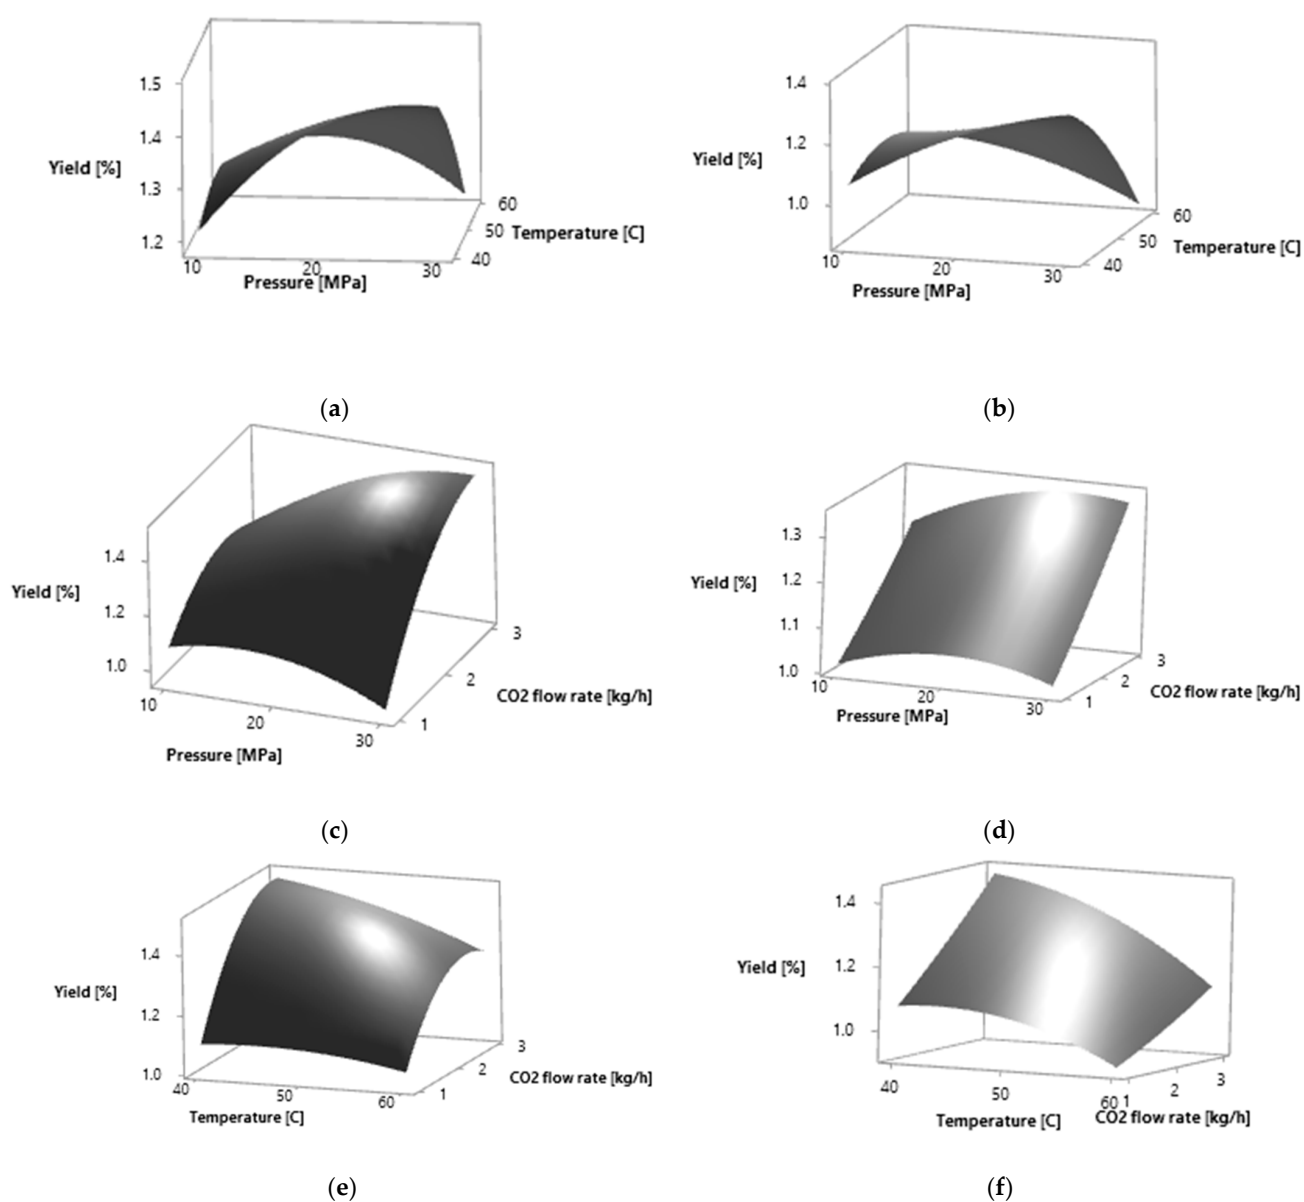 1.5
1.4
Yield [%]
1.3
1.2
60
50 Temperature [C]
40
10
20
30
Pressure [MPa]
(a)
1.4
1.2
Yield [%]
1.0
60
50
Temperature [C]
40
10
20
30
Pressure [MPa]
(b)
1.4
Yield [%]
1.2
1.0
3
2
CO2 flow rate [kg/h]
1
10
20
30
Pressure [MPa]
(c)
1.3
1.2
Yield [%]
1.1
1.0
3
2
CO2 flow rate [kg/h]
1
10
20
30
Pressure [MPa]
(d)
1.4
Yield [%]
1.2
1.0
3
2
CO2 flow rate [kg/h]
1
40
50
60
Temperature [C]
(e)
1.4
Yield [%]
1.2
1.0
3
2
1
40
50
60
Temperature [C]
CO2 flow rate [kg/h]
(f)